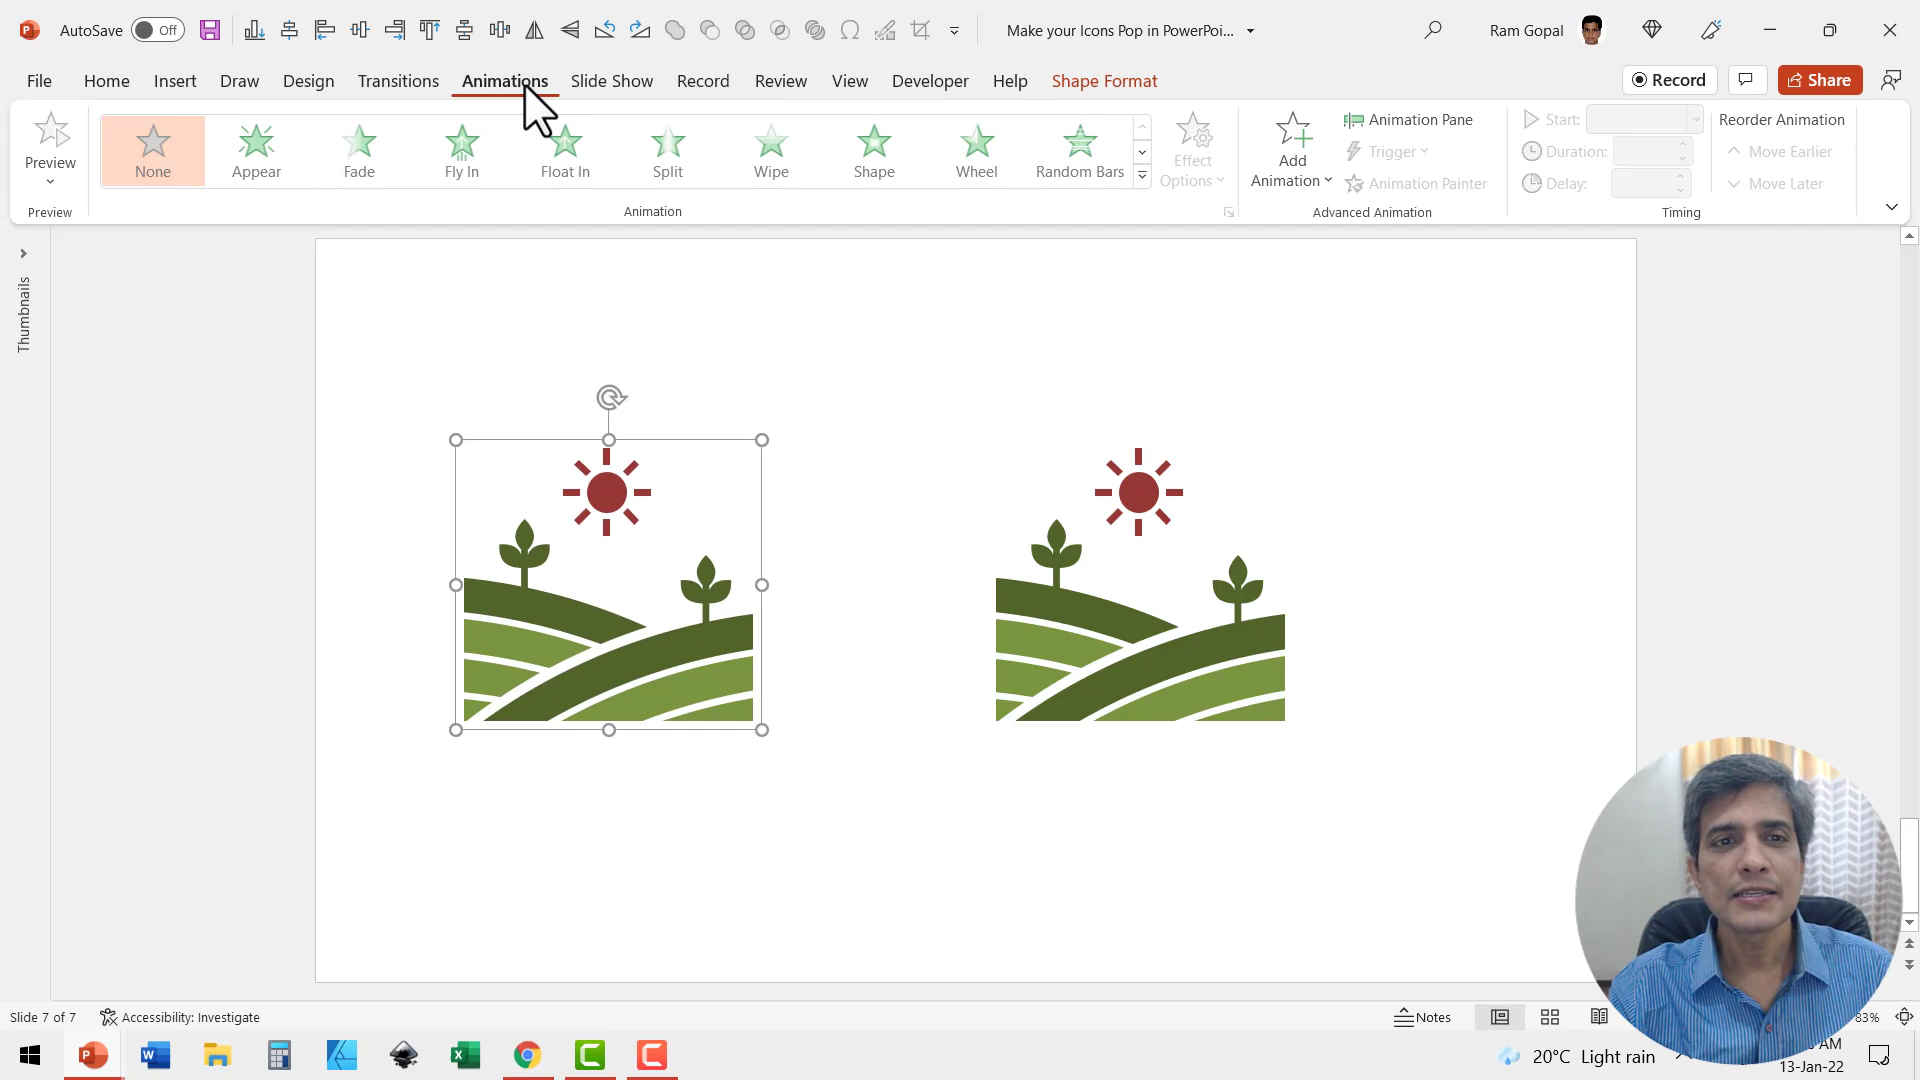 AutoSave Off Make your Icons Pop in PowerPoi... Ram Gopal
File Home Insert Draw Design Transitions Animations Slide Show Record Review View Developer Help Shape Format Record Share
Preview
None Appear Fade Fly In Float In Split Wipe Shape Wheel Random Bars
Effect Options
Add Animation
Animation Pane
Trigger
Animation Painter
Start:
Duration:
Delay:
Reorder Animation
Move Earlier
Move Later
Preview Animation Advanced Animation Timing
Thumbnails
Slide 7 of 7 Accessibility: Investigate Notes 83%
20°C Light rain AM
13-Jan-22